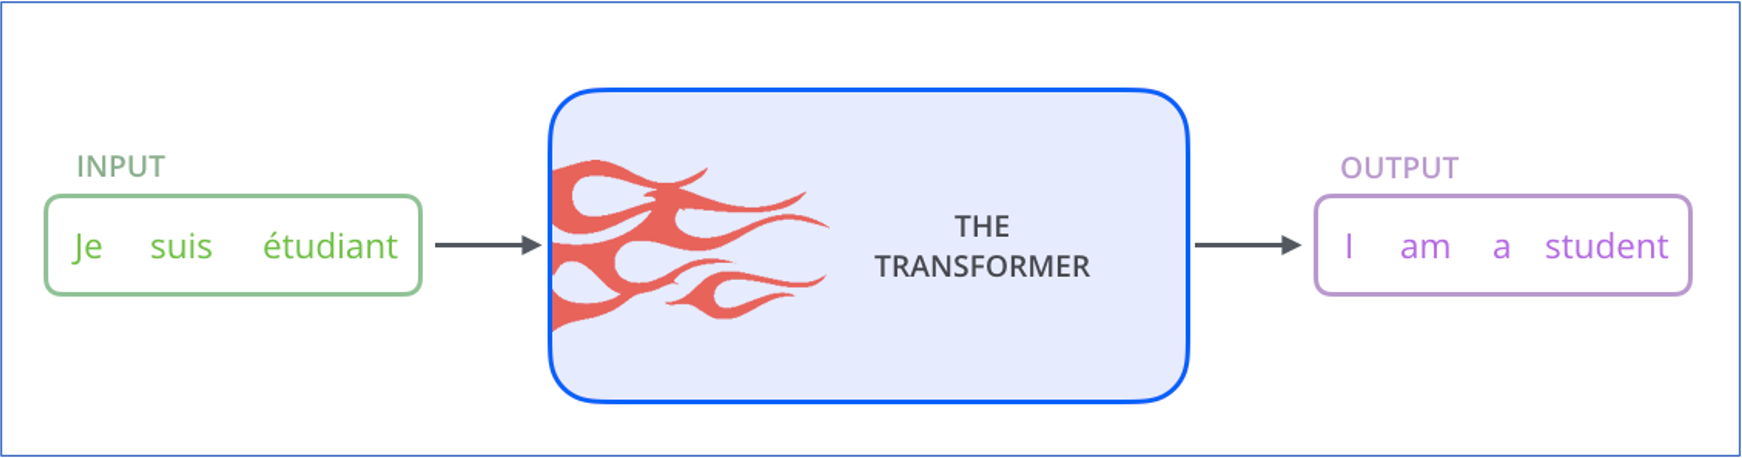 INPUT
Je suis étudiant
THE
TRANSFORMER
OUTPUT
I am a student